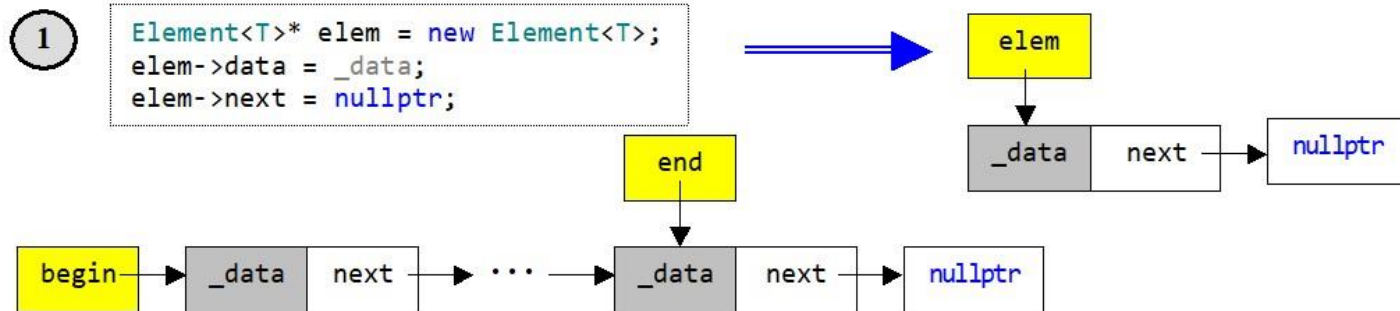 1
Element<T>* elem = new Element<T>;
elem->data = _data;
elem->next = nullptr;
elem
_data next nullptr
end
begin _data next ... _data next nullptr